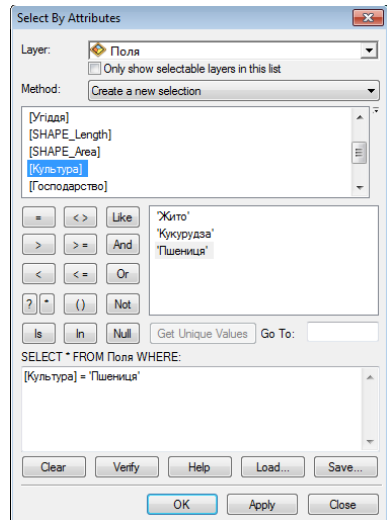 Select By Attributes
Layer: Поля
Only show selectable layers in this list
Method: Create a new selection
[Угіддя]
[SHAPE_Length]
[SHAPE_Area]
[Культура]
[Господарство]
= < > Like
> > = And
< < = Or
? * ( ) Not
Is In Null
'Жито'
'Кукурудза'
'Пшениця'
Get Unique Values Go To:
SELECT * FROM Поля WHERE:
[Культура] = 'Пшениця'
Clear Verify Help Load... Save...
OK Apply Close